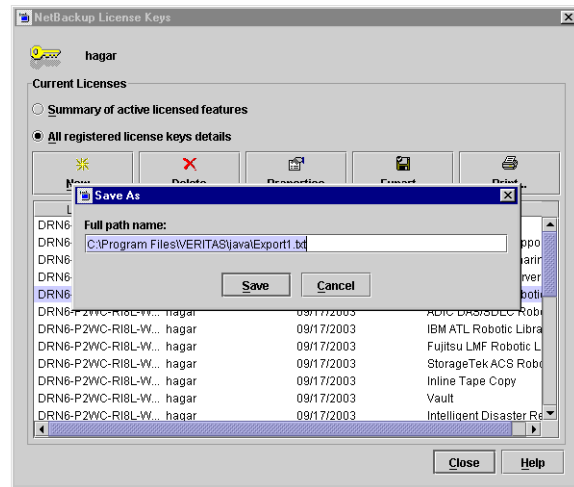 NetBackup License Keys
hagar
Current Licenses
Summary of active licensed features
All registered license keys details
Save As
Full path name:
C:\Program Files\VERITAS\java\Export1.txt
Save Cancel
DRN6-
DRN6-
DRN6-
DRN6-
DRN6-P2WC-RI8L-W... hagar 09/17/2003 ADIC DAS/SDLC Robo
DRN6-P2WC-RI8L-W... hagar 09/17/2003 IBM ATL Robotic Libra
DRN6-P2WC-RI8L-W... hagar 09/17/2003 Fujitsu LMF Robotic L
DRN6-P2WC-RI8L-W... hagar 09/17/2003 StorageTek ACS Robo
DRN6-P2WC-RI8L-W... hagar 09/17/2003 Inline Tape Copy
DRN6-P2WC-RI8L-W... hagar 09/17/2003 Vault
DRN6-P2WC-RI8L-W... hagar 09/17/2003 Intelligent Disaster Re
Close Help